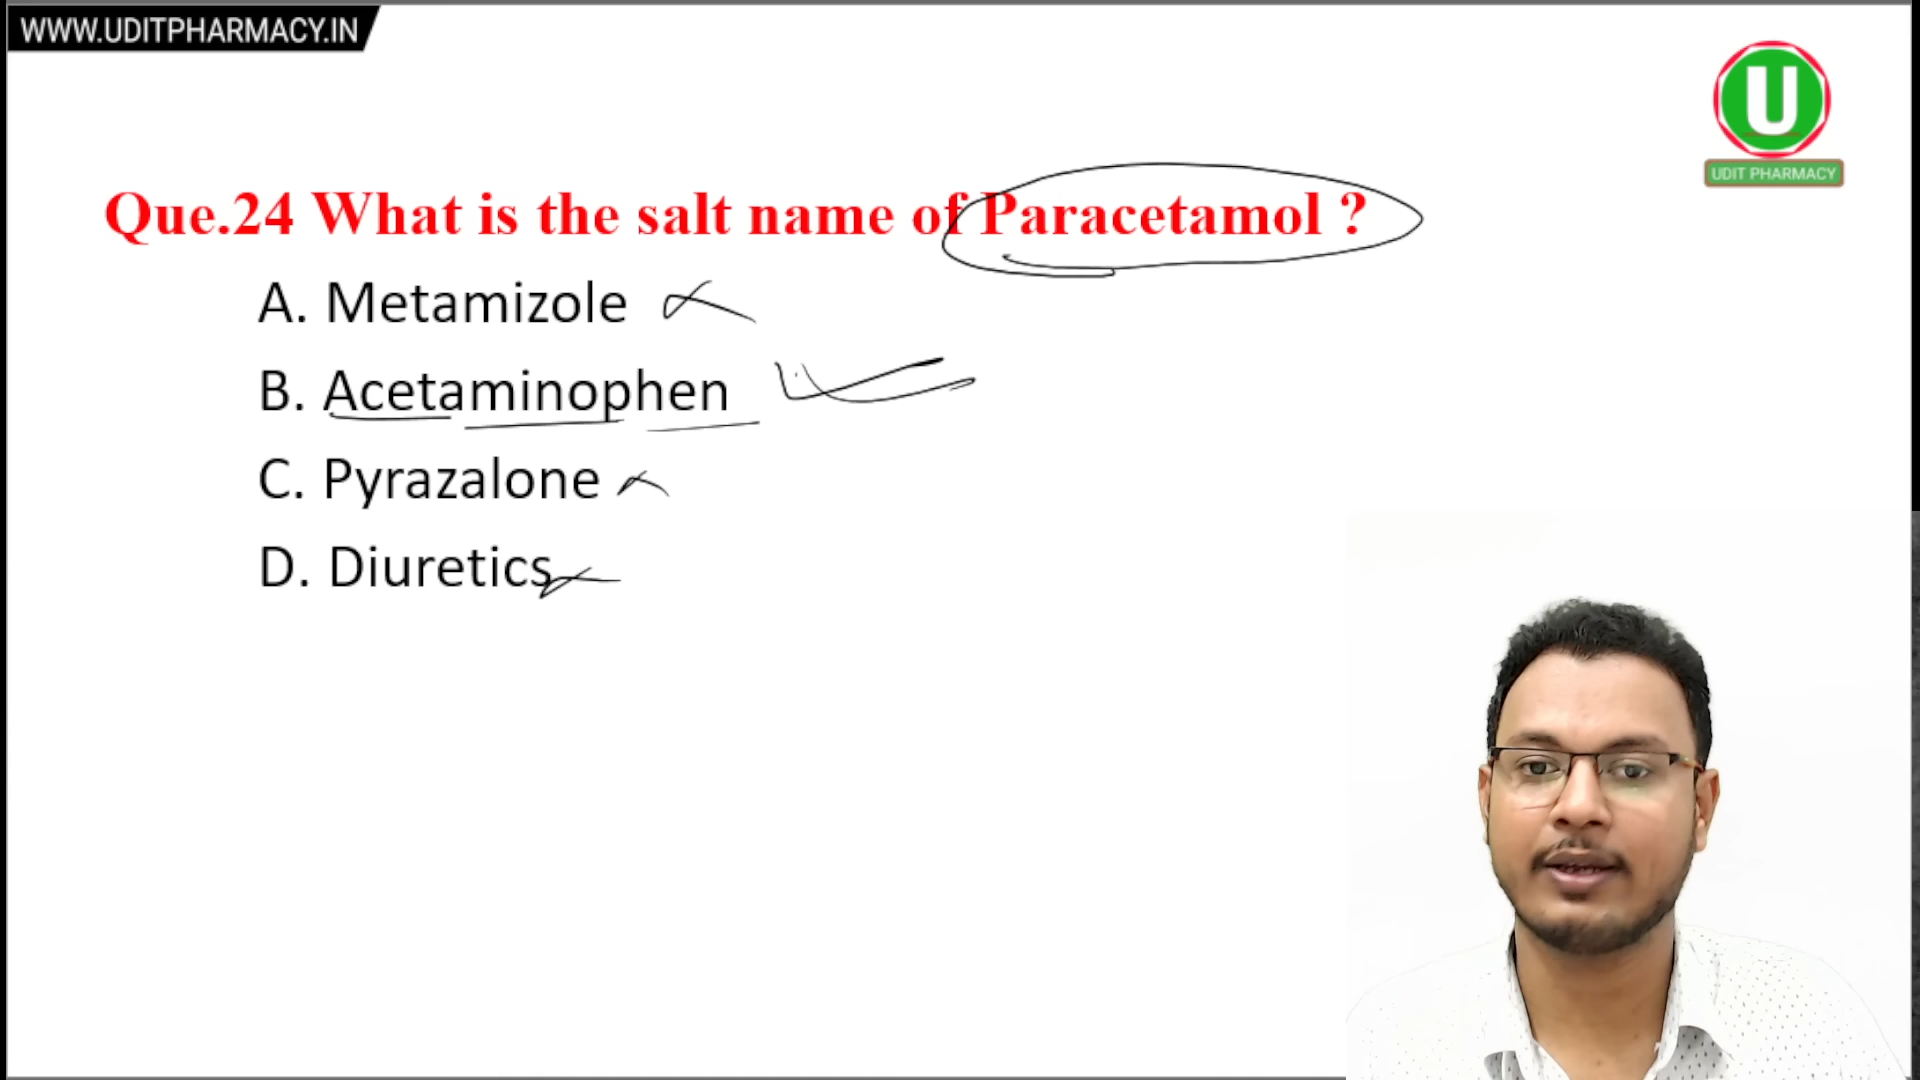 WWW.UDITPHARMACY.IN
U
UDIT PHARMACY
Que.24 What is the salt name of Paracetamol ?
A. Metamizole
B. Acetaminophen
C. Pyrazalone
D. Diuretics